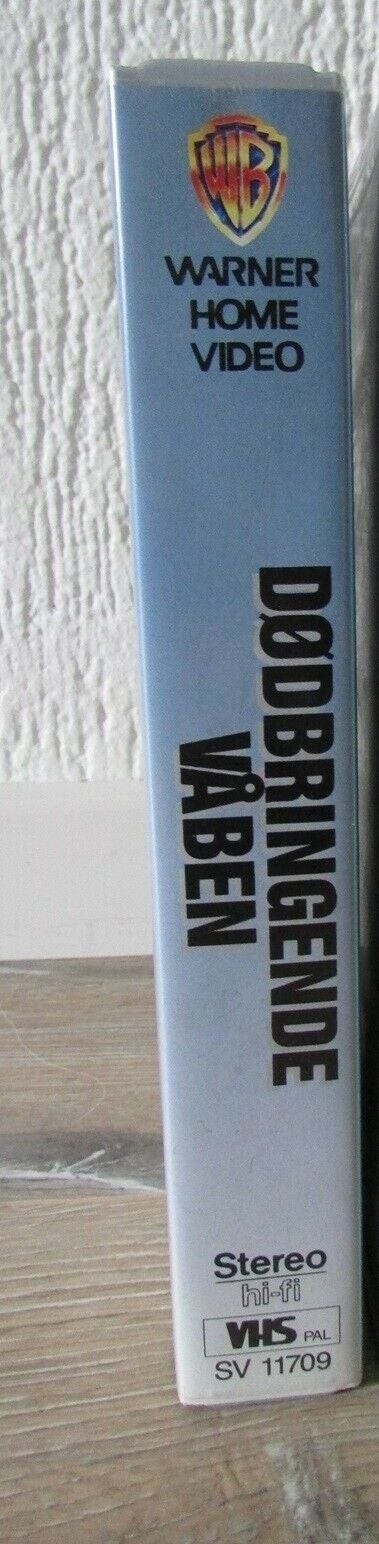 WB
WARNER
HOME
VIDEO
DØDBRINGENDE
VÅBEN
Stereo
hi-fi
VHS PAL
SV 11709